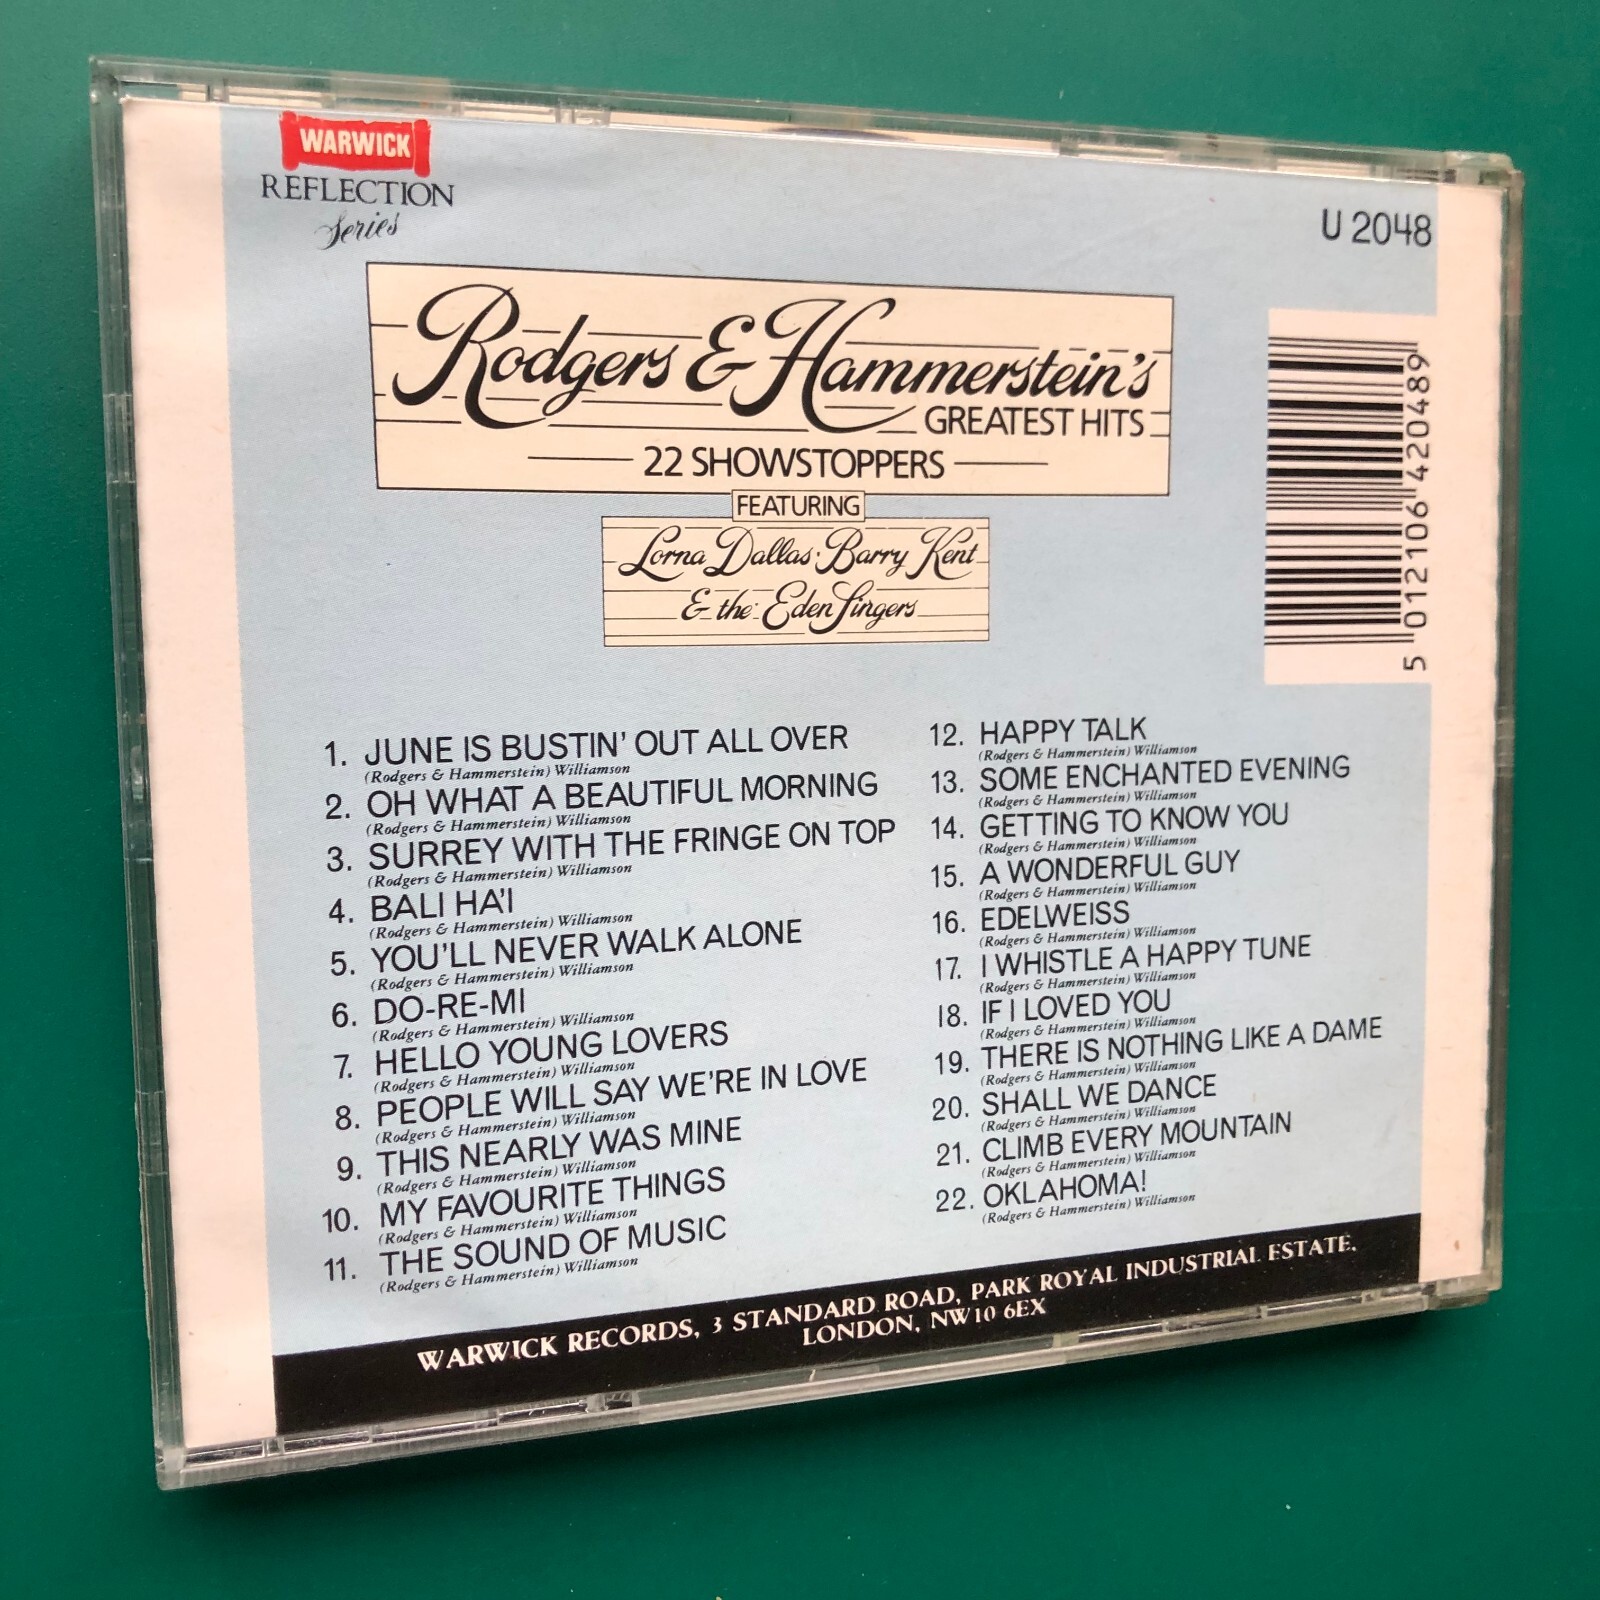 WARWICK
REFLECTION
Series
U 2048
Rodgers & Hammerstein's
GREATEST HITS
22 SHOWSTOPPERS
FEATURING
Lorna Dallas · Barry Kent
& the Eden Singers
5 012106 420489
1. JUNE IS BUSTIN' OUT ALL OVER
(Rodgers & Hammerstein) Williamson
2. OH WHAT A BEAUTIFUL MORNING
(Rodgers & Hammerstein) Williamson
3. SURREY WITH THE FRINGE ON TOP
(Rodgers & Hammerstein) Williamson
4. BALI HA'I
(Rodgers & Hammerstein) Williamson
5. YOU'LL NEVER WALK ALONE
(Rodgers & Hammerstein) Williamson
6. DO-RE-MI
(Rodgers & Hammerstein) Williamson
7. HELLO YOUNG LOVERS
(Rodgers & Hammerstein) Williamson
8. PEOPLE WILL SAY WE'RE IN LOVE
(Rodgers & Hammerstein) Williamson
9. THIS NEARLY WAS MINE
(Rodgers & Hammerstein) Williamson
10. MY FAVOURITE THINGS
(Rodgers & Hammerstein) Williamson
11. THE SOUND OF MUSIC
(Rodgers & Hammerstein) Williamson
12. HAPPY TALK
(Rodgers & Hammerstein) Williamson
13. SOME ENCHANTED EVENING
(Rodgers & Hammerstein) Williamson
14. GETTING TO KNOW YOU
(Rodgers & Hammerstein) Williamson
15. A WONDERFUL GUY
(Rodgers & Hammerstein) Williamson
16. EDELWEISS
(Rodgers & Hammerstein) Williamson
17. I WHISTLE A HAPPY TUNE
(Rodgers & Hammerstein) Williamson
18. IF I LOVED YOU
(Rodgers & Hammerstein) Williamson
19. THERE IS NOTHING LIKE A DAME
(Rodgers & Hammerstein) Williamson
20. SHALL WE DANCE
(Rodgers & Hammerstein) Williamson
21. CLIMB EVERY MOUNTAIN
(Rodgers & Hammerstein) Williamson
22. OKLAHOMA!
(Rodgers & Hammerstein) Williamson
WARWICK RECORDS, 3 STANDARD ROAD, PARK ROYAL INDUSTRIAL ESTATE,
LONDON, NW10 6EX